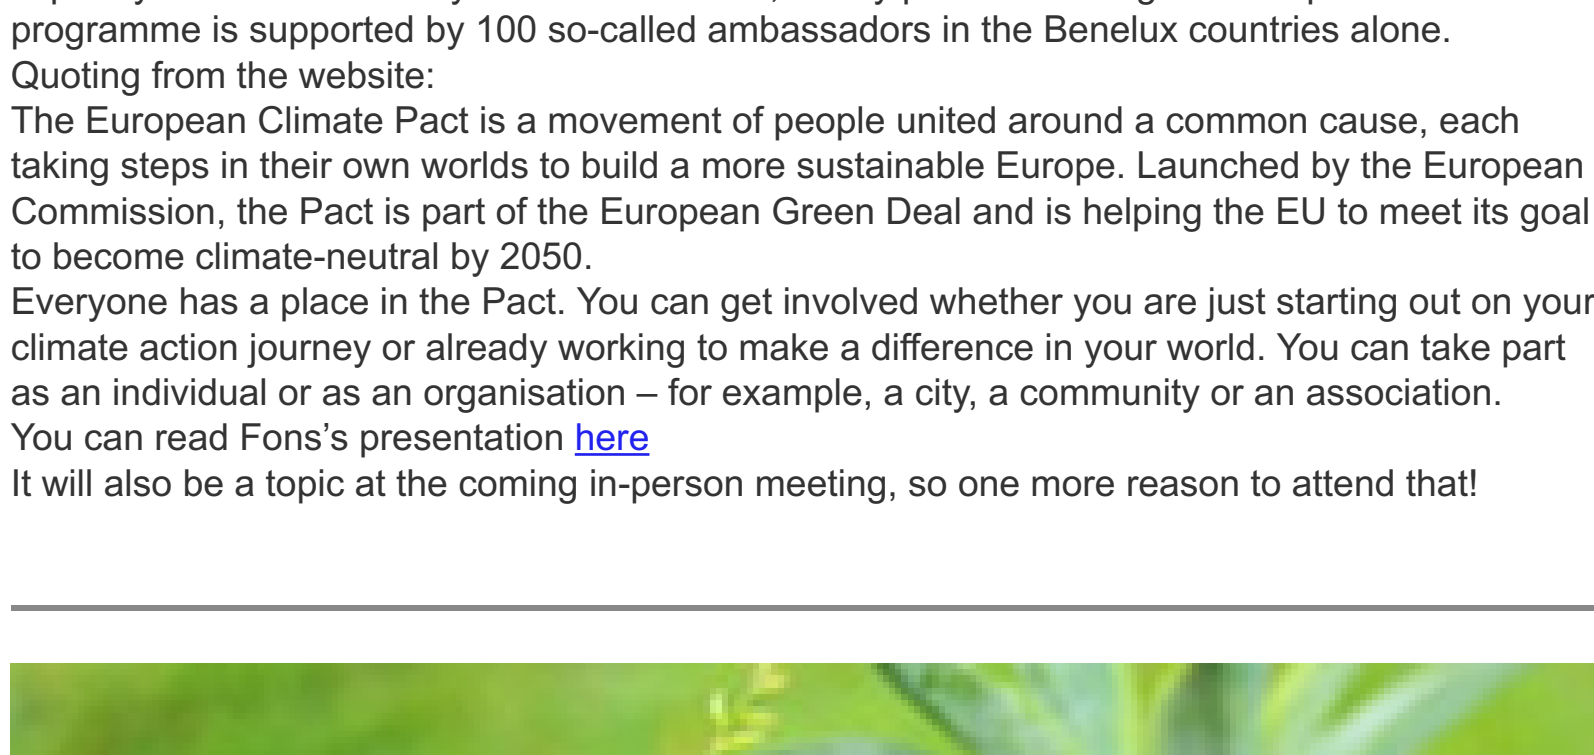 programme is supported by 100 so-called ambassadors in the Benelux countries alone.
Quoting from the website:
The European Climate Pact is a movement of people united around a common cause, each
taking steps in their own worlds to build a more sustainable Europe. Launched by the European
Commission, the Pact is part of the European Green Deal and is helping the EU to meet its goal
to become climate-neutral by 2050.
Everyone has a place in the Pact. You can get involved whether you are just starting out on your
climate action journey or already working to make a difference in your world. You can take part
as an individual or as an organisation – for example, a city, a community or an association.
You can read Fons’s presentation here
It will also be a topic at the coming in-person meeting, so one more reason to attend that!